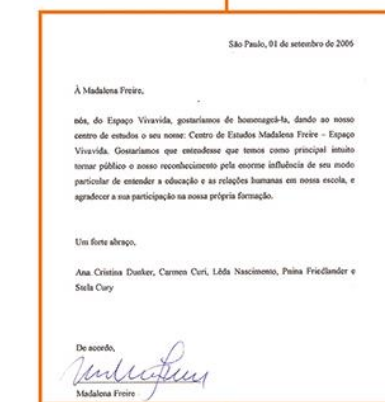 São Paulo, 01 de setembro de 2006
À Madalena Freire,
nós, do Espaço Vivavida, gostaríamos de homenageá-la, dando ao nosso
centro de estudos o seu nome: Centro de Estudos Madalena Freire – Espaço
Vivavida. Gostaríamos que entendesse que temos como principal intuito
tornar público o nosso reconhecimento pela enorme influência de seu modo
particular de entender a educação e as relações humanas em nossa escola, e
agradecer a sua participação na nossa própria formação.
Um forte abraço,
Ana Cristina Dunker, Carmen Curi, Lêda Nascimento, Pnina Friedlander e
Stela Cury
De acordo,
Madalena Freire